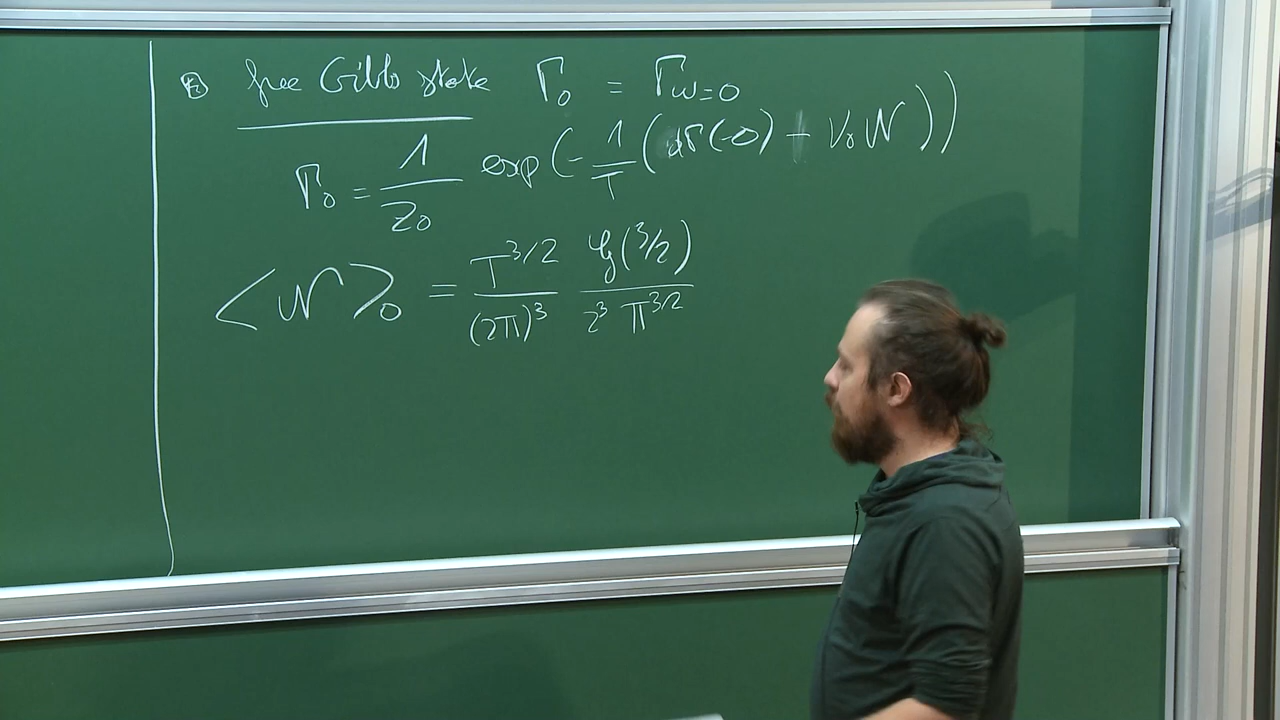 free Gibbs state Γ₀ = Γ_{w=0}
Γ₀ = 1/Z₀ exp(-1/T (dΓ(-Δ) + ν₀ 𝒩))
<𝒩>₀ = T^{3/2}/(2π)³ ζ(3/2)/(2³ π^{3/2})